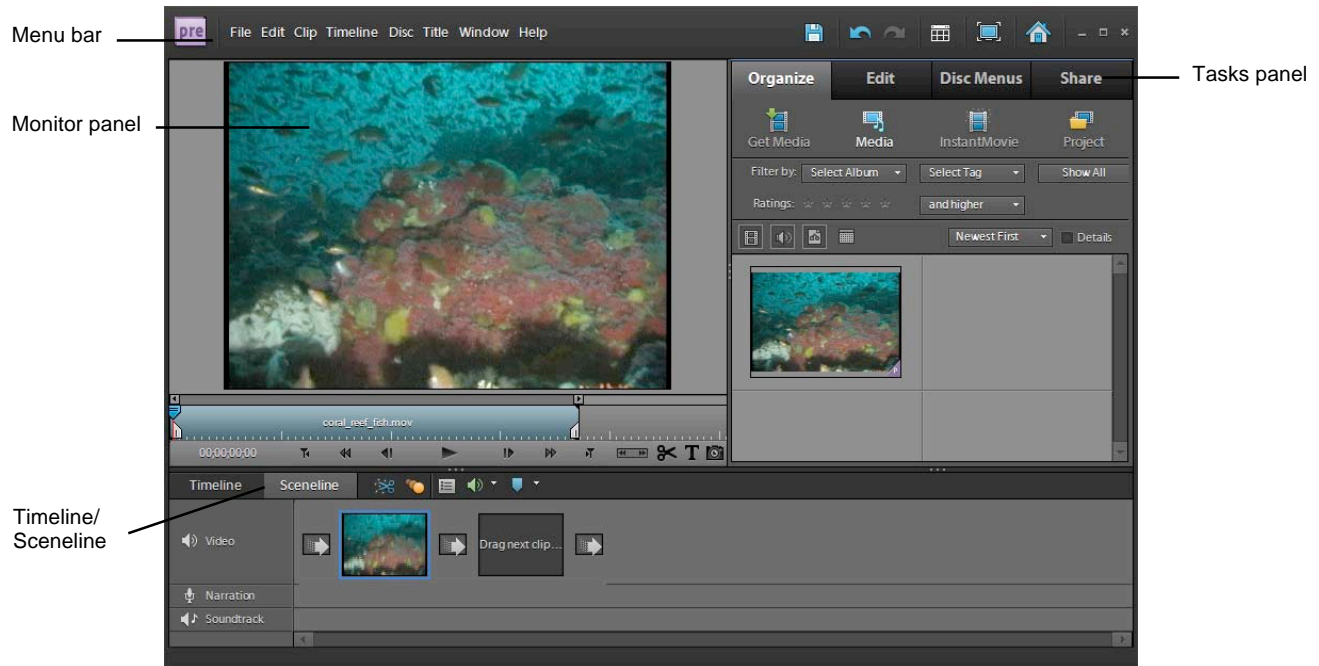 Menu bar
pre File Edit Clip Timeline Disc Title Window Help
Monitor panel
Tasks panel
Organize Edit Disc Menus Share
Get Media Media InstantMovie Project
Filter by: Select Album Select Tag Show All
Ratings: and higher
Newest First Details
coral_reef_fish.mov
00;00;00;00
T
Timeline Sceneline
Timeline/
Sceneline
Video
Drag next clip...
Narration
Soundtrack